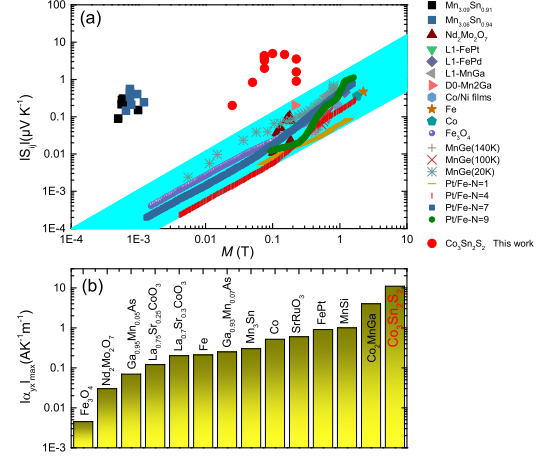 (a)
|S_ij|(μV K⁻¹)
100
10
1
0.1
0.01
1E-3
1E-4
1E-4
1E-3
0.01
0.1
1
10
M (T)
Mn₃.₀₉Sn₀.₉₁
Mn₃.₀₆Sn₀.₉₄
Nd₂Mo₂O₇
L1-FePt
L1-FePd
L1-MnGa
D0-Mn2Ga
Co/Ni films
Fe
Co
Fe₃O₄
MnGe(140K)
MnGe(100K)
MnGe(20K)
Pt/Fe-N=1
Pt/Fe-N=4
Pt/Fe-N=7
Pt/Fe-N=9
Co₃Sn₂S₂ This work
(b)
|α_yx|_max (AK⁻¹m⁻¹)
10
1
0.1
0.01
1E-3
Fe₃O₄
Nd₂Mo₂O₇
Ga₀.₉₅Mn₀.₀₅As
La₀.₇₅Sr₀.₂₅CoO₃
La₀.₇Sr₀.₃CoO₃
Fe
Ga₀.₉₃Mn₀.₀₇As
Mn₃Sn
Co
SrRuO₃
FePt
MnSi
Co₂MnGa
Co₃Sn₂S₂